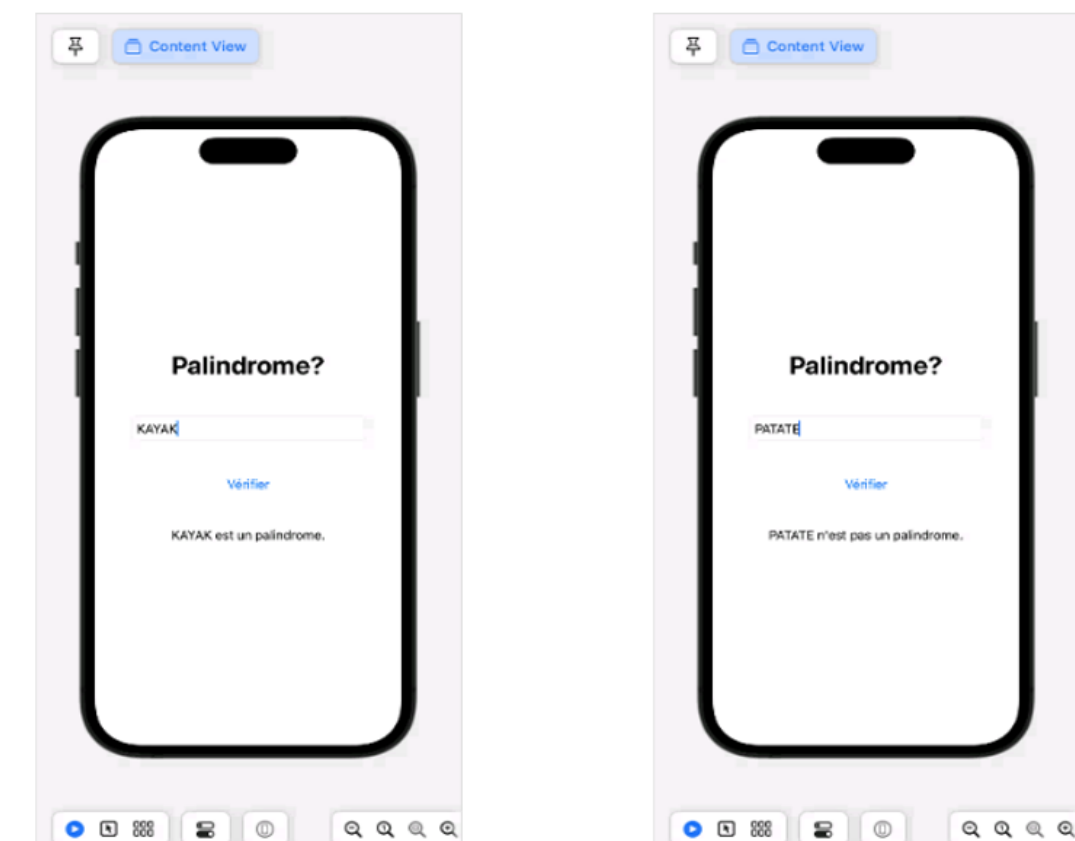 Content View
Palindrome?
KAYAK
Vérifier
KAYAK est un palindrome.
Content View
Palindrome?
PATATE
Vérifier
PATATE n'est pas un palindrome.